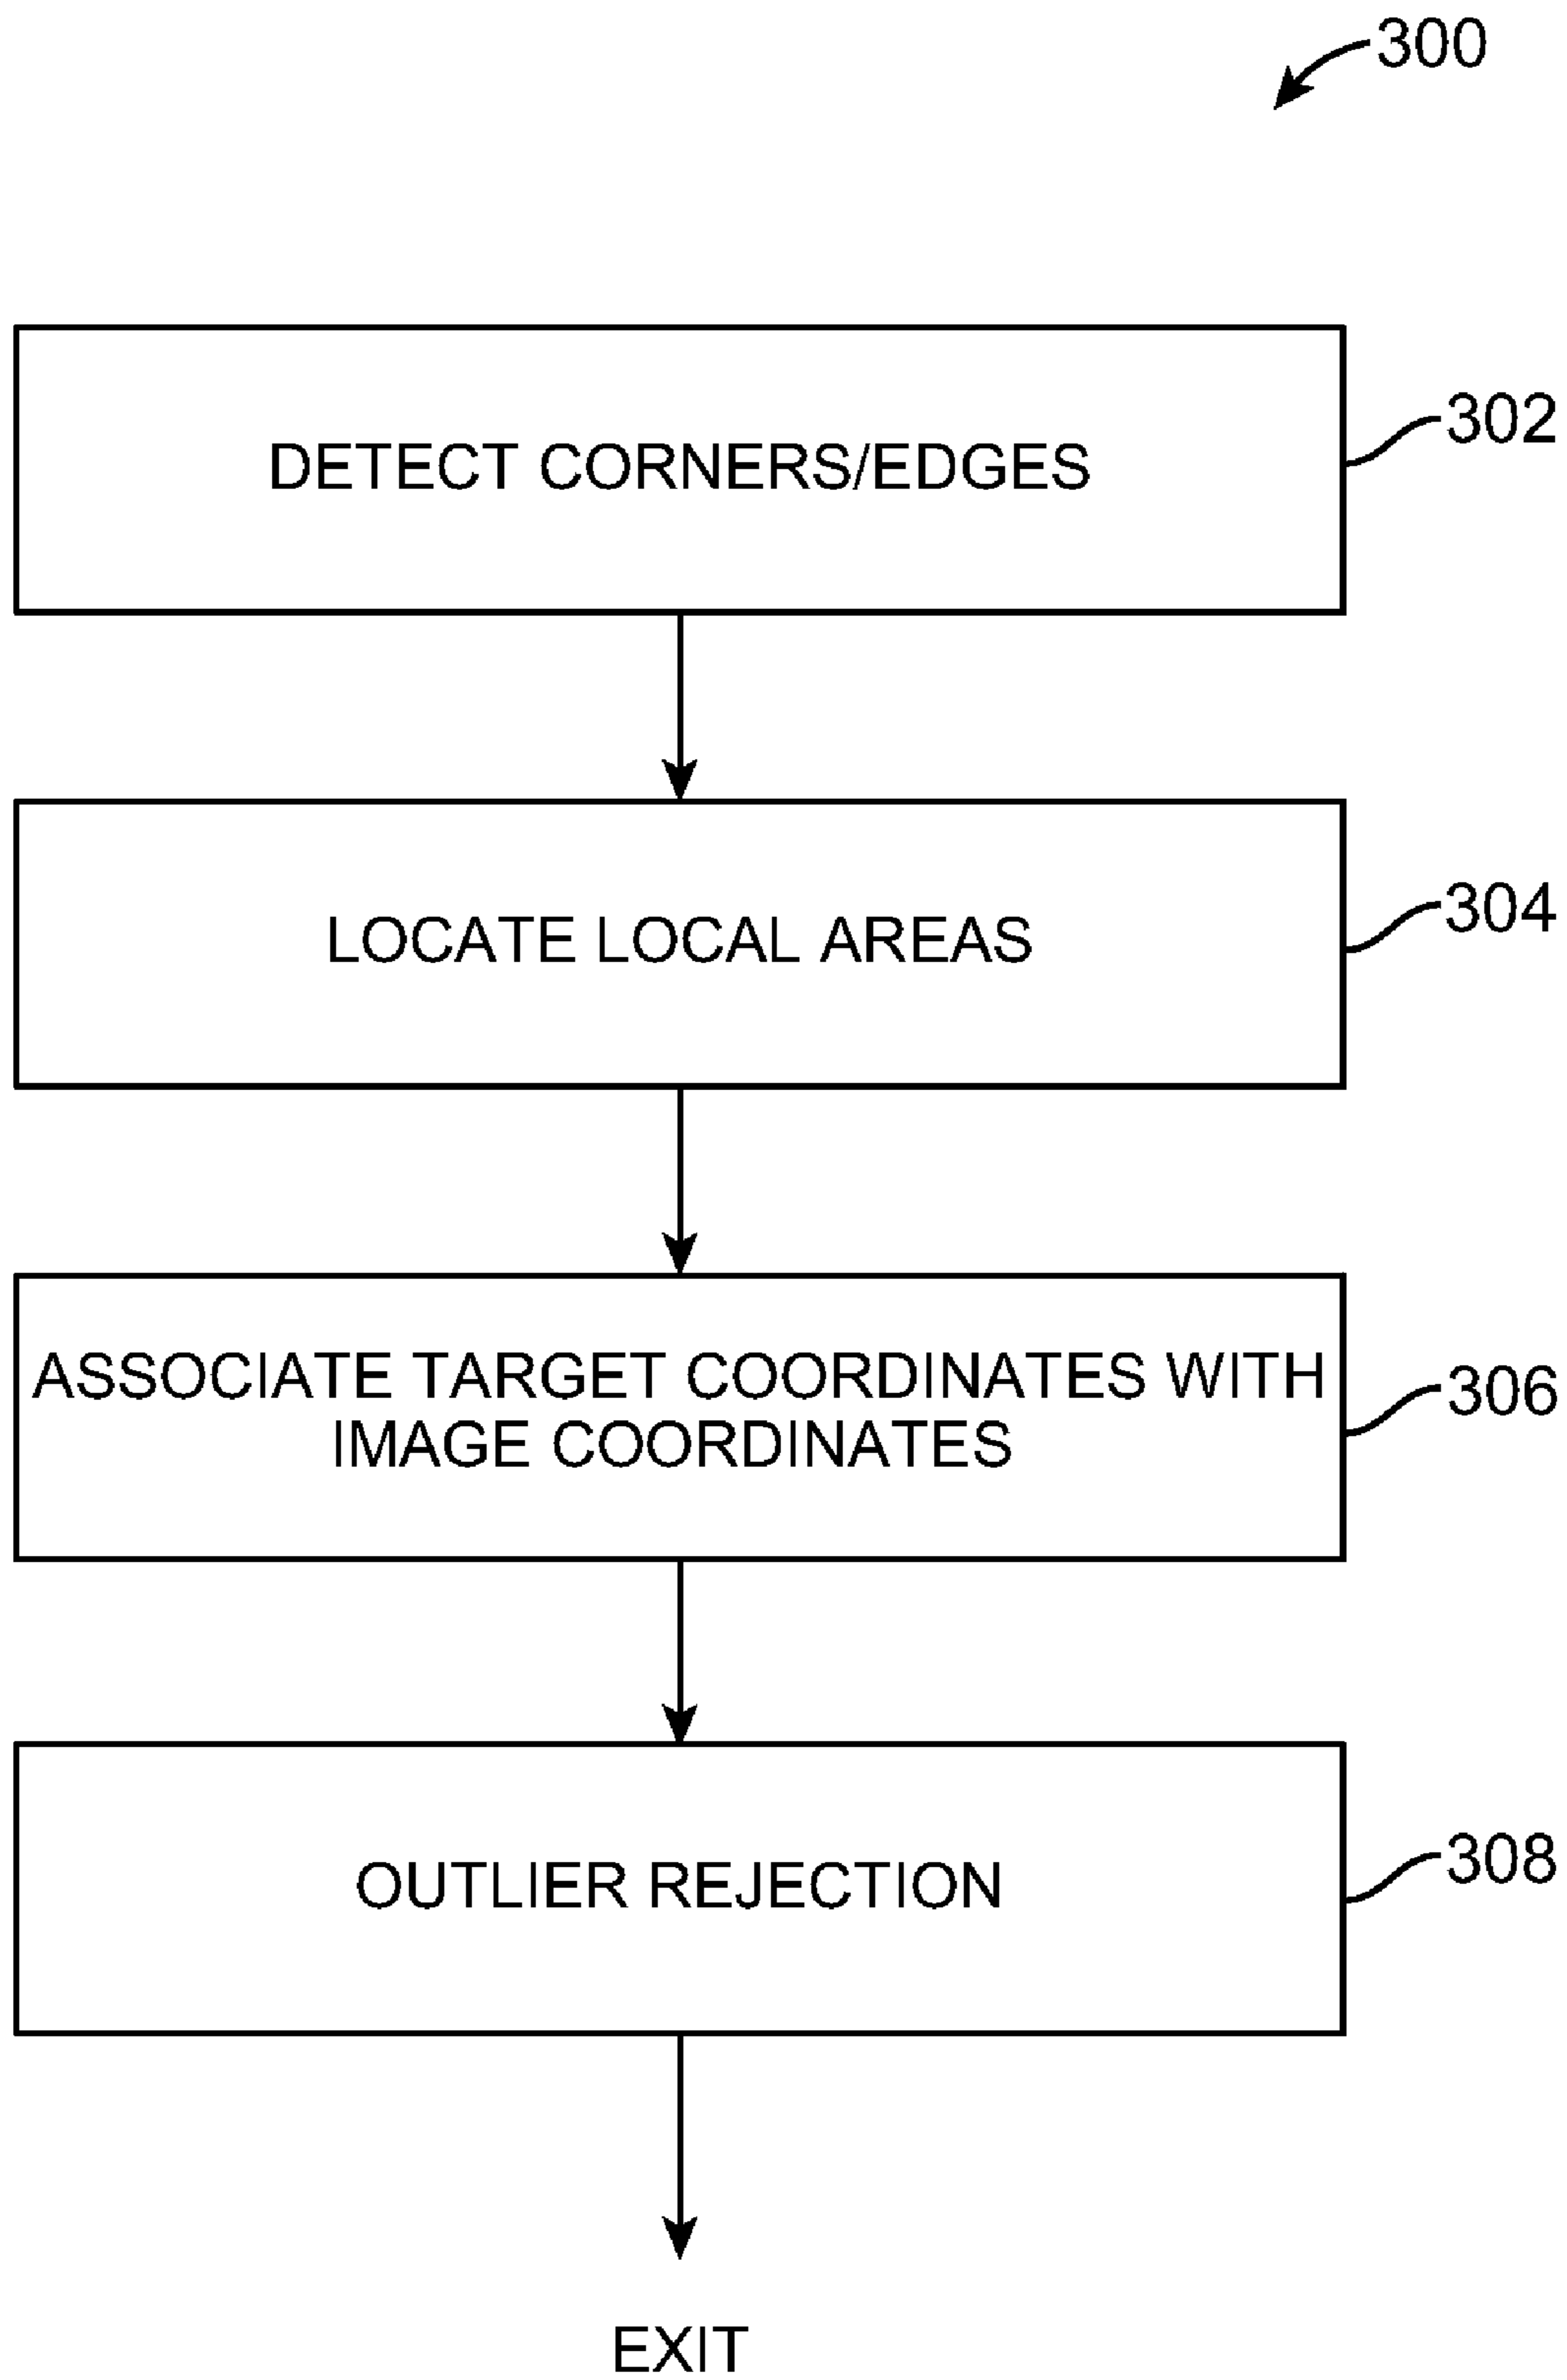 300
DETECT CORNERS/EDGES
302
LOCATE LOCAL AREAS
304
ASSOCIATE TARGET COORDINATES WITH
IMAGE COORDINATES
306
OUTLIER REJECTION
308
EXIT